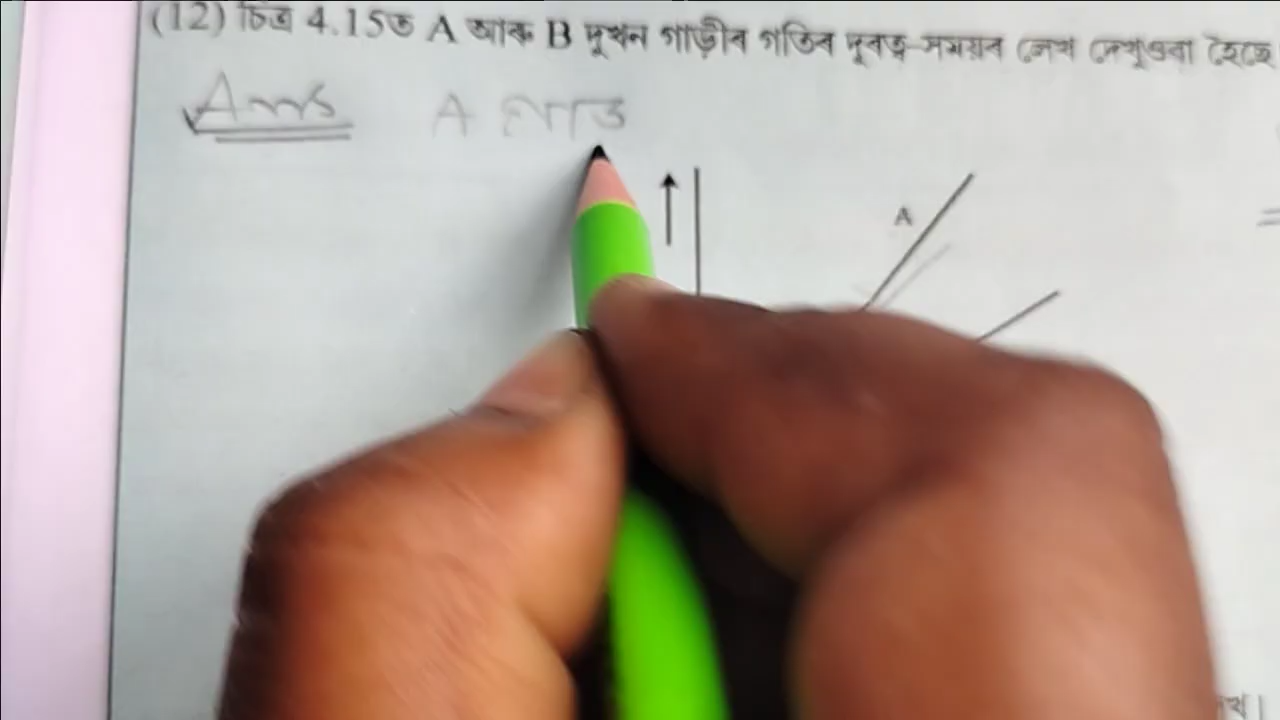 (12) চিত্ৰ 4.15ত A আৰু B দুখন গাড়ীৰ গতিৰ দূৰত্ব-সময়ৰ লেখ দেখুওৱা হৈছে
Ans A
A
=